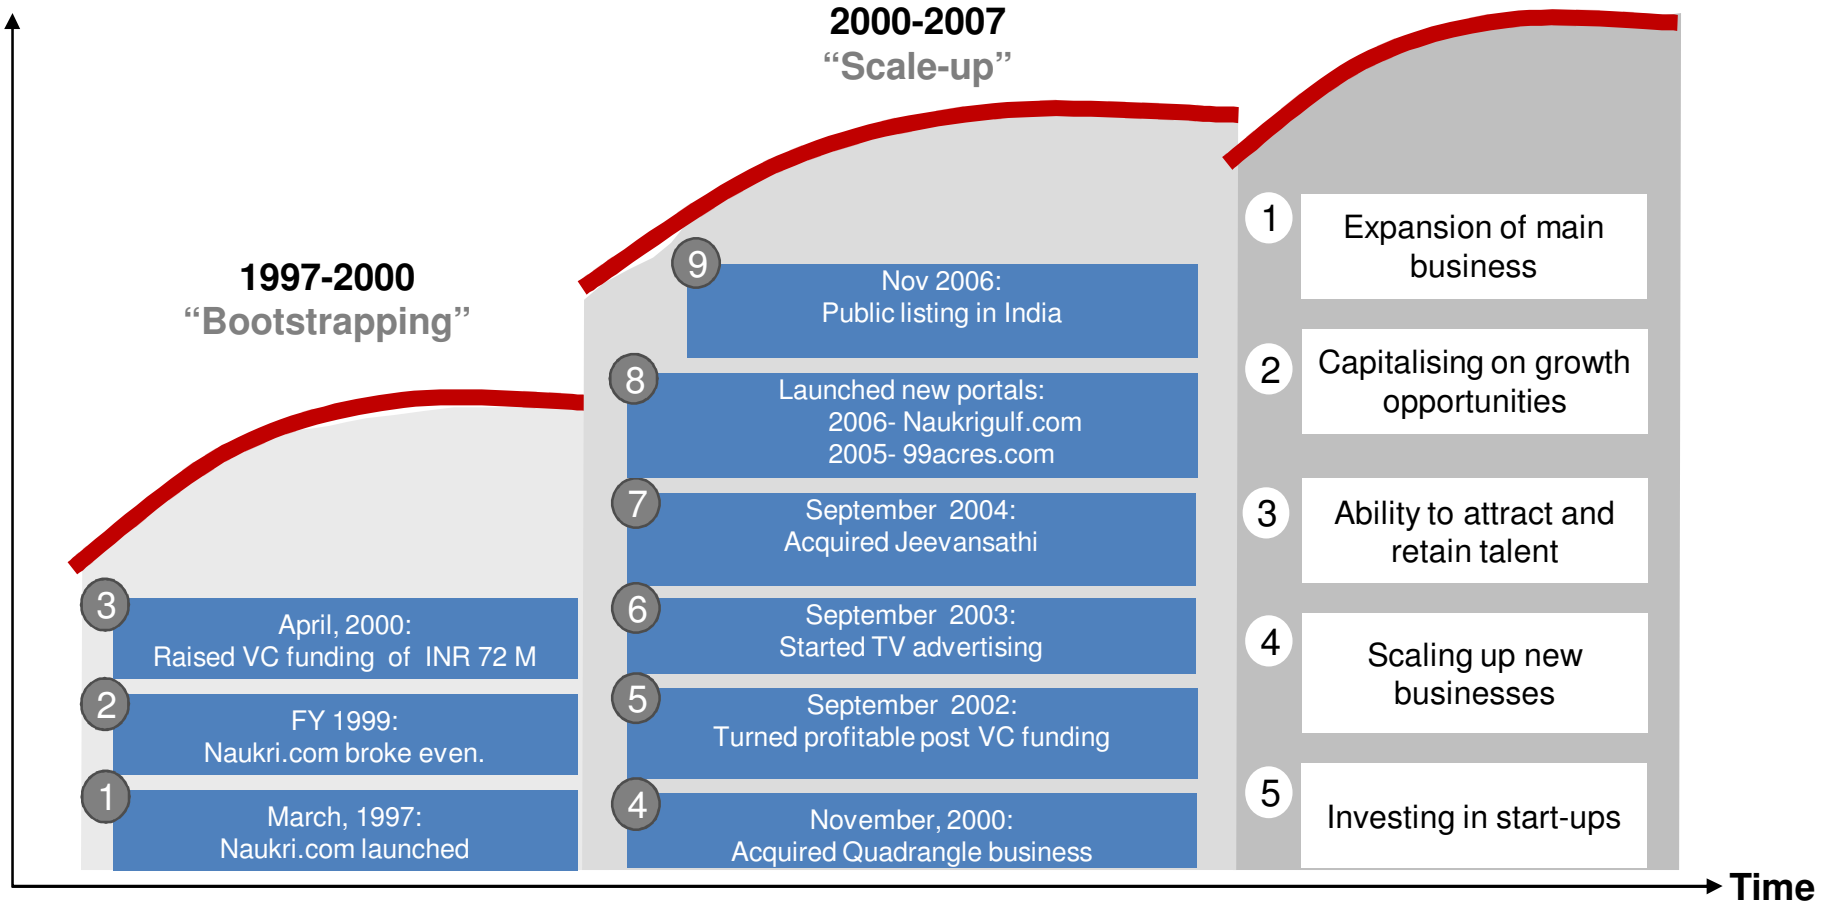 2000-2007
“Scale-up”
1997-2000
“Bootstrapping”
3
April, 2000:
Raised VC funding of INR 72 M
2
FY 1999:
Naukri.com broke even.
1
March, 1997:
Naukri.com launched
9
Nov 2006:
Public listing in India
8
Launched new portals:
2006- Naukrigulf.com
2005- 99acres.com
7
September 2004:
Acquired Jeevansathi
6
September 2003:
Started TV advertising
5
September 2002:
Turned profitable post VC funding
4
November, 2000:
Acquired Quadrangle business
1
Expansion of main
business
2
Capitalising on growth
opportunities
3
Ability to attract and
retain talent
4
Scaling up new
businesses
5
Investing in start-ups
Time